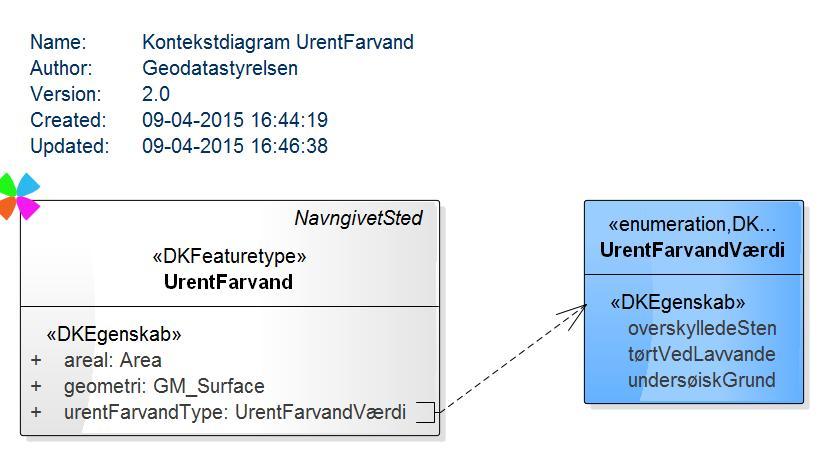 Name: Kontekstdiagram UrentFarvand
Author: Geodatastyrelsen
Version: 2.0
Created: 09-04-2015 16:44:19
Updated: 09-04-2015 16:46:38
NavngivetSted
«DKFeaturetype»
UrentFarvand
«DKEgenskab»
+ areal: Area
+ geometri: GM_Surface
+ urentFarvandType: UrentFarvandVærdi
«enumeration,DK...
UrentFarvandVærdi
«DKEgenskab»
overskylledeSten
tørtVedLavvande
undersøiskGrund